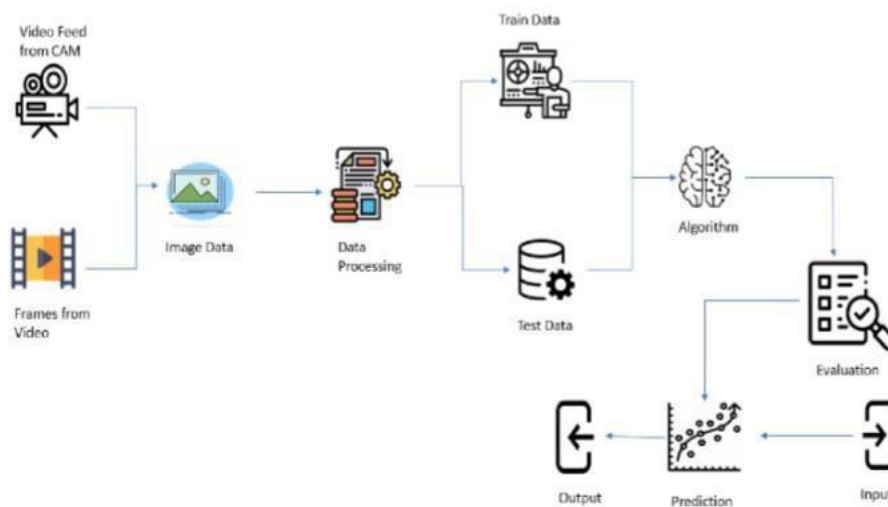 Video Feed
from CAM
Train Data
Image Data
Data
Processing
Algorithm
Frames from
Video
Test Data
Evaluation
Output
Prediction
Input